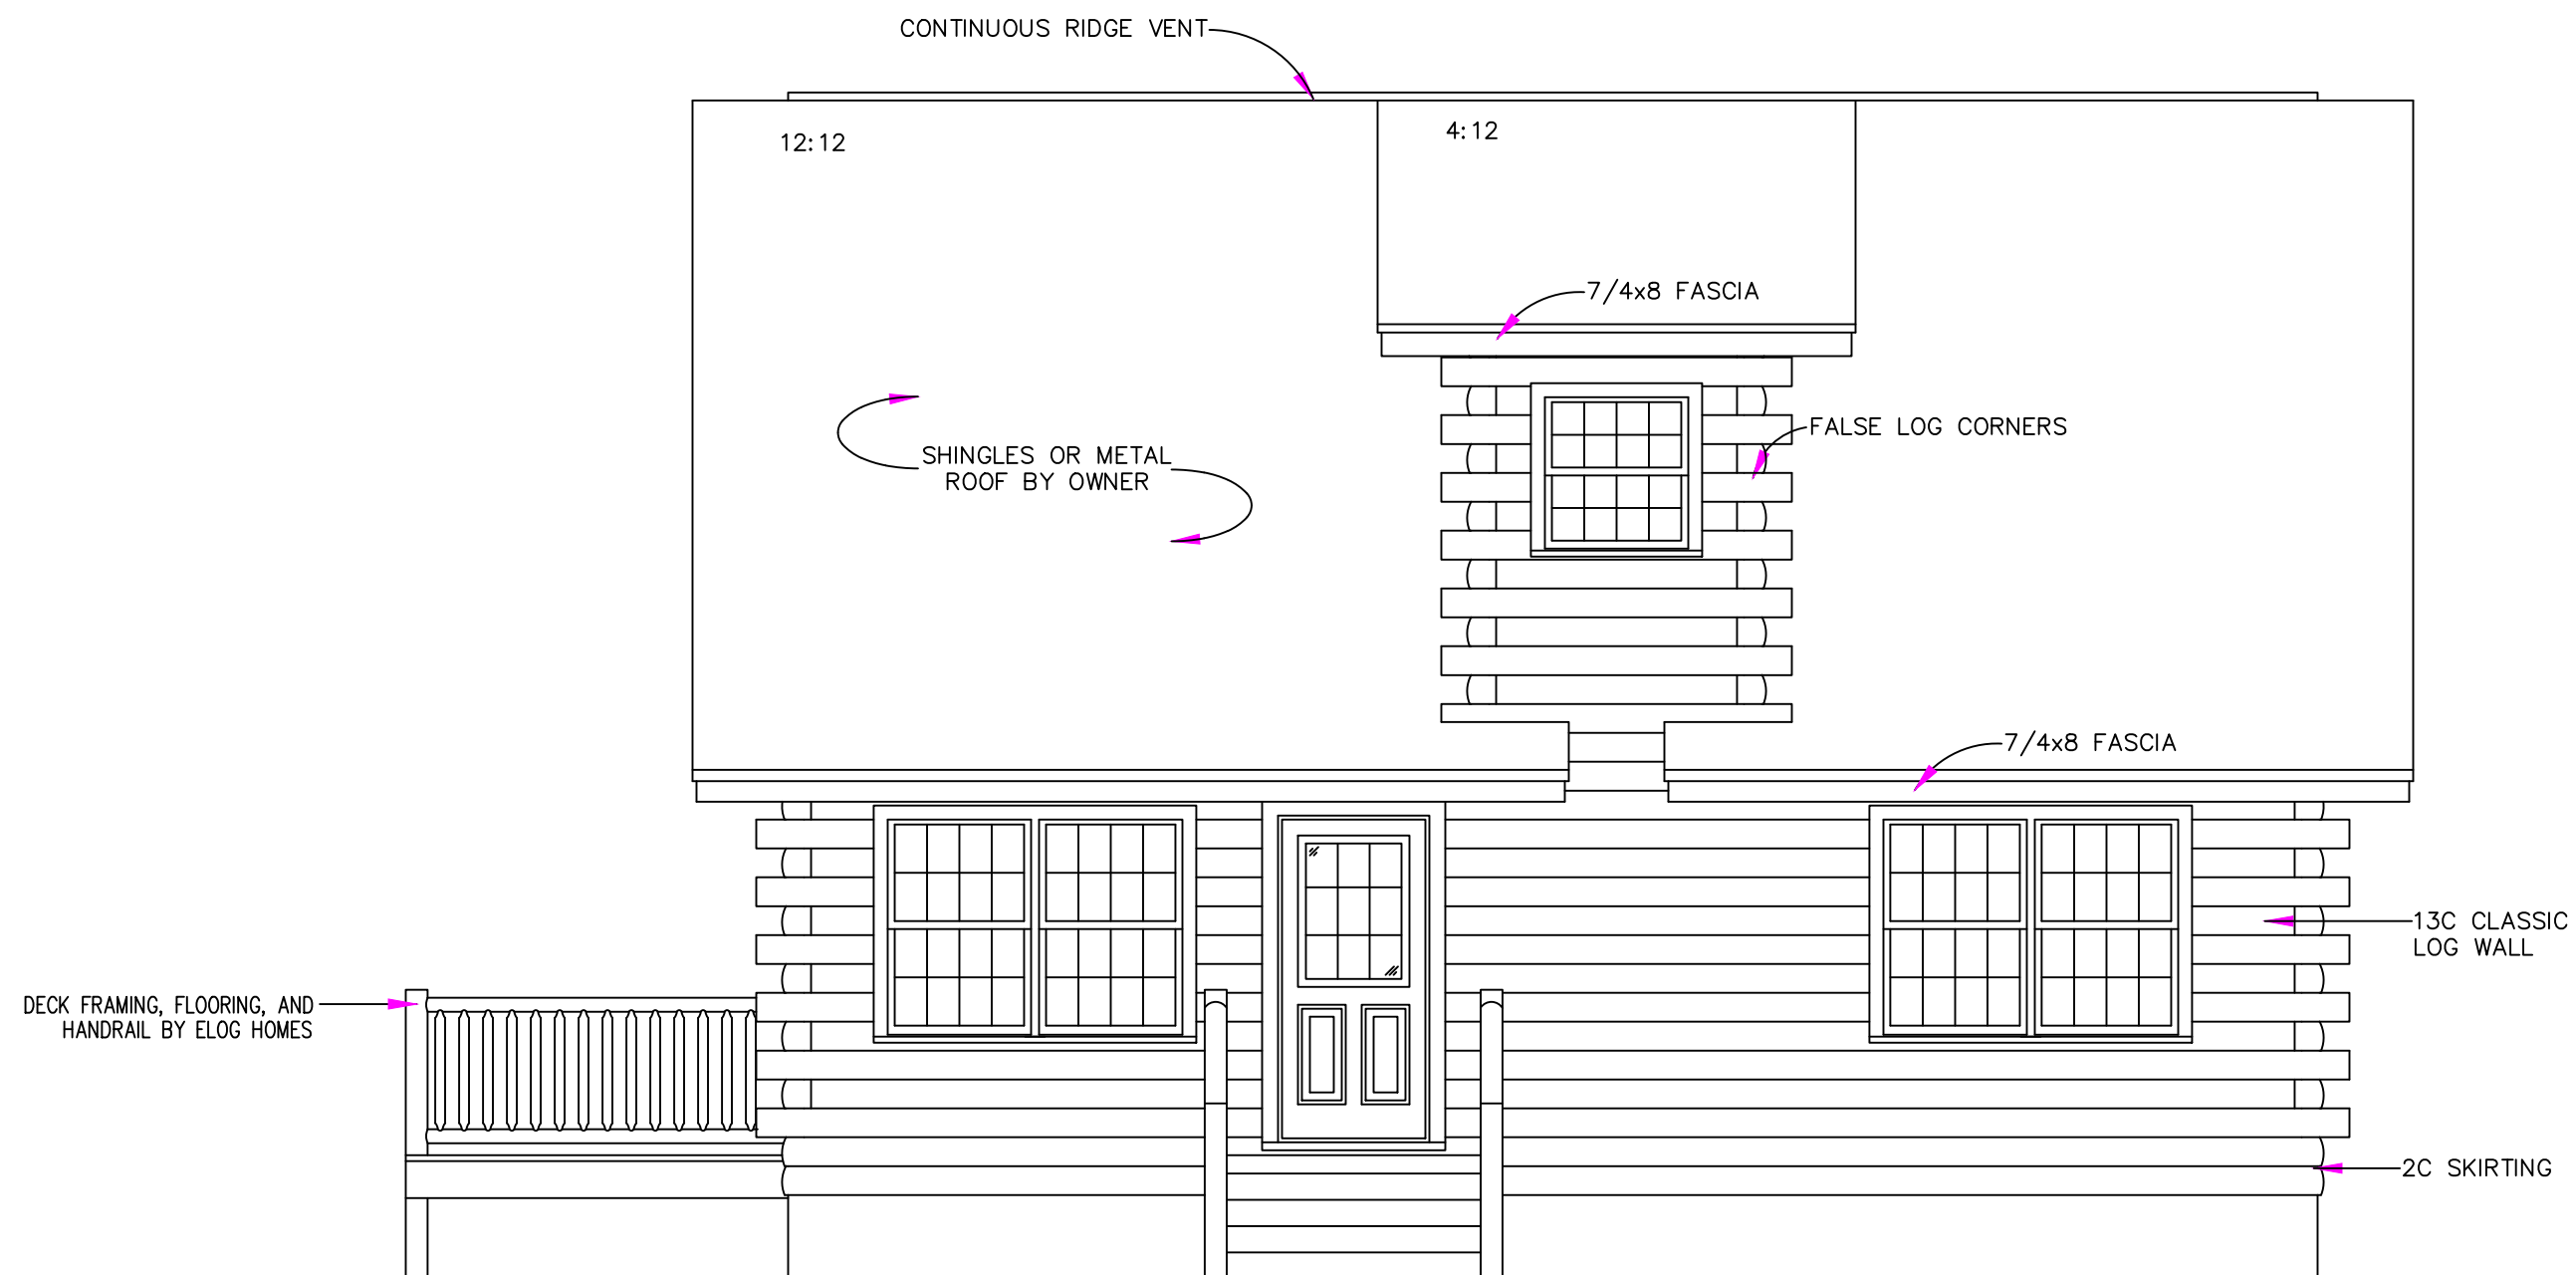 CONTINUOUS RIDGE VENT
12:12
4:12
7/4x8 FASCIA
FALSE LOG CORNERS
SHINGLES OR METAL
ROOF BY OWNER
7/4x8 FASCIA
13C CLASSIC
LOG WALL
DECK FRAMING, FLOORING, AND
HANDRAIL BY ELOG HOMES
2C SKIRTING